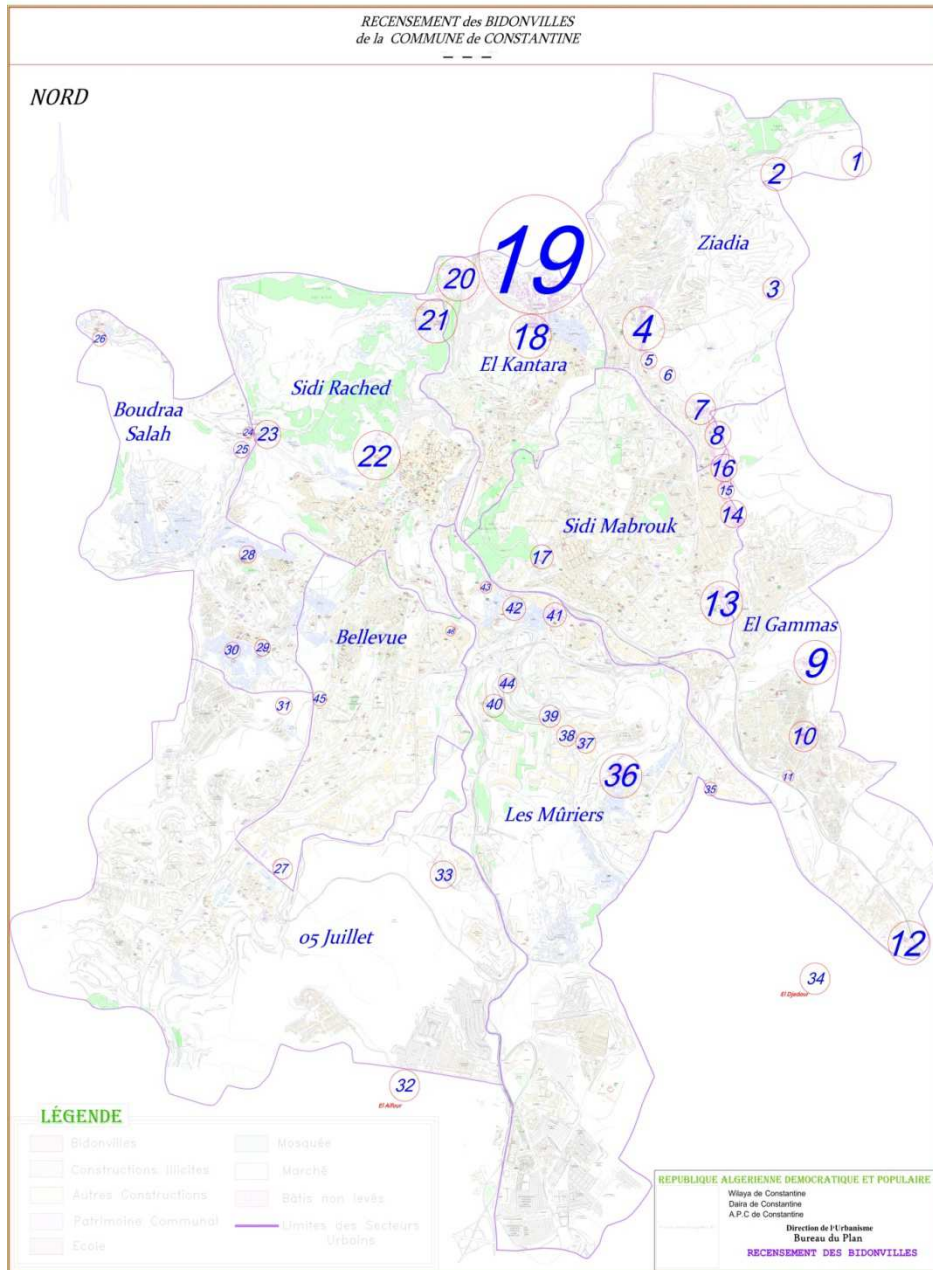 RECENSEMENT des BIDONVILLES
de la COMMUNE de CONSTANTINE
NORD
1
2
Ziadia
19
20
3
21
4
18
El Kantara
5
6
26
Sidi Rached
Boudraa
Salah
7
8
24
23
25
22
16
15
14
Sidi Mabrouk
28
17
43
42
41
13
El Gammas
Bellevue
30
29
9
44
45
31
40
39
38
37
10
36
11
35
Les Mûriers
27
33
05 Juillet
12
34
El Djedour
32
LÉGENDE
Bidonvilles
Mosquée
Constructions Illicites
Marché
Autres Constructions
Bâtis non levés
Patrimoine Communal
Limites des Secteurs
Urbains
Ecole
REPUBLIQUE ALGERIENNE DEMOCRATIQUE ET POPULAIRE
Wilaya de Constantine
Daira de Constantine
A.P.C de Constantine
Direction de l'Urbanisme
Bureau du Plan
RECENSEMENT DES BIDONVILLES